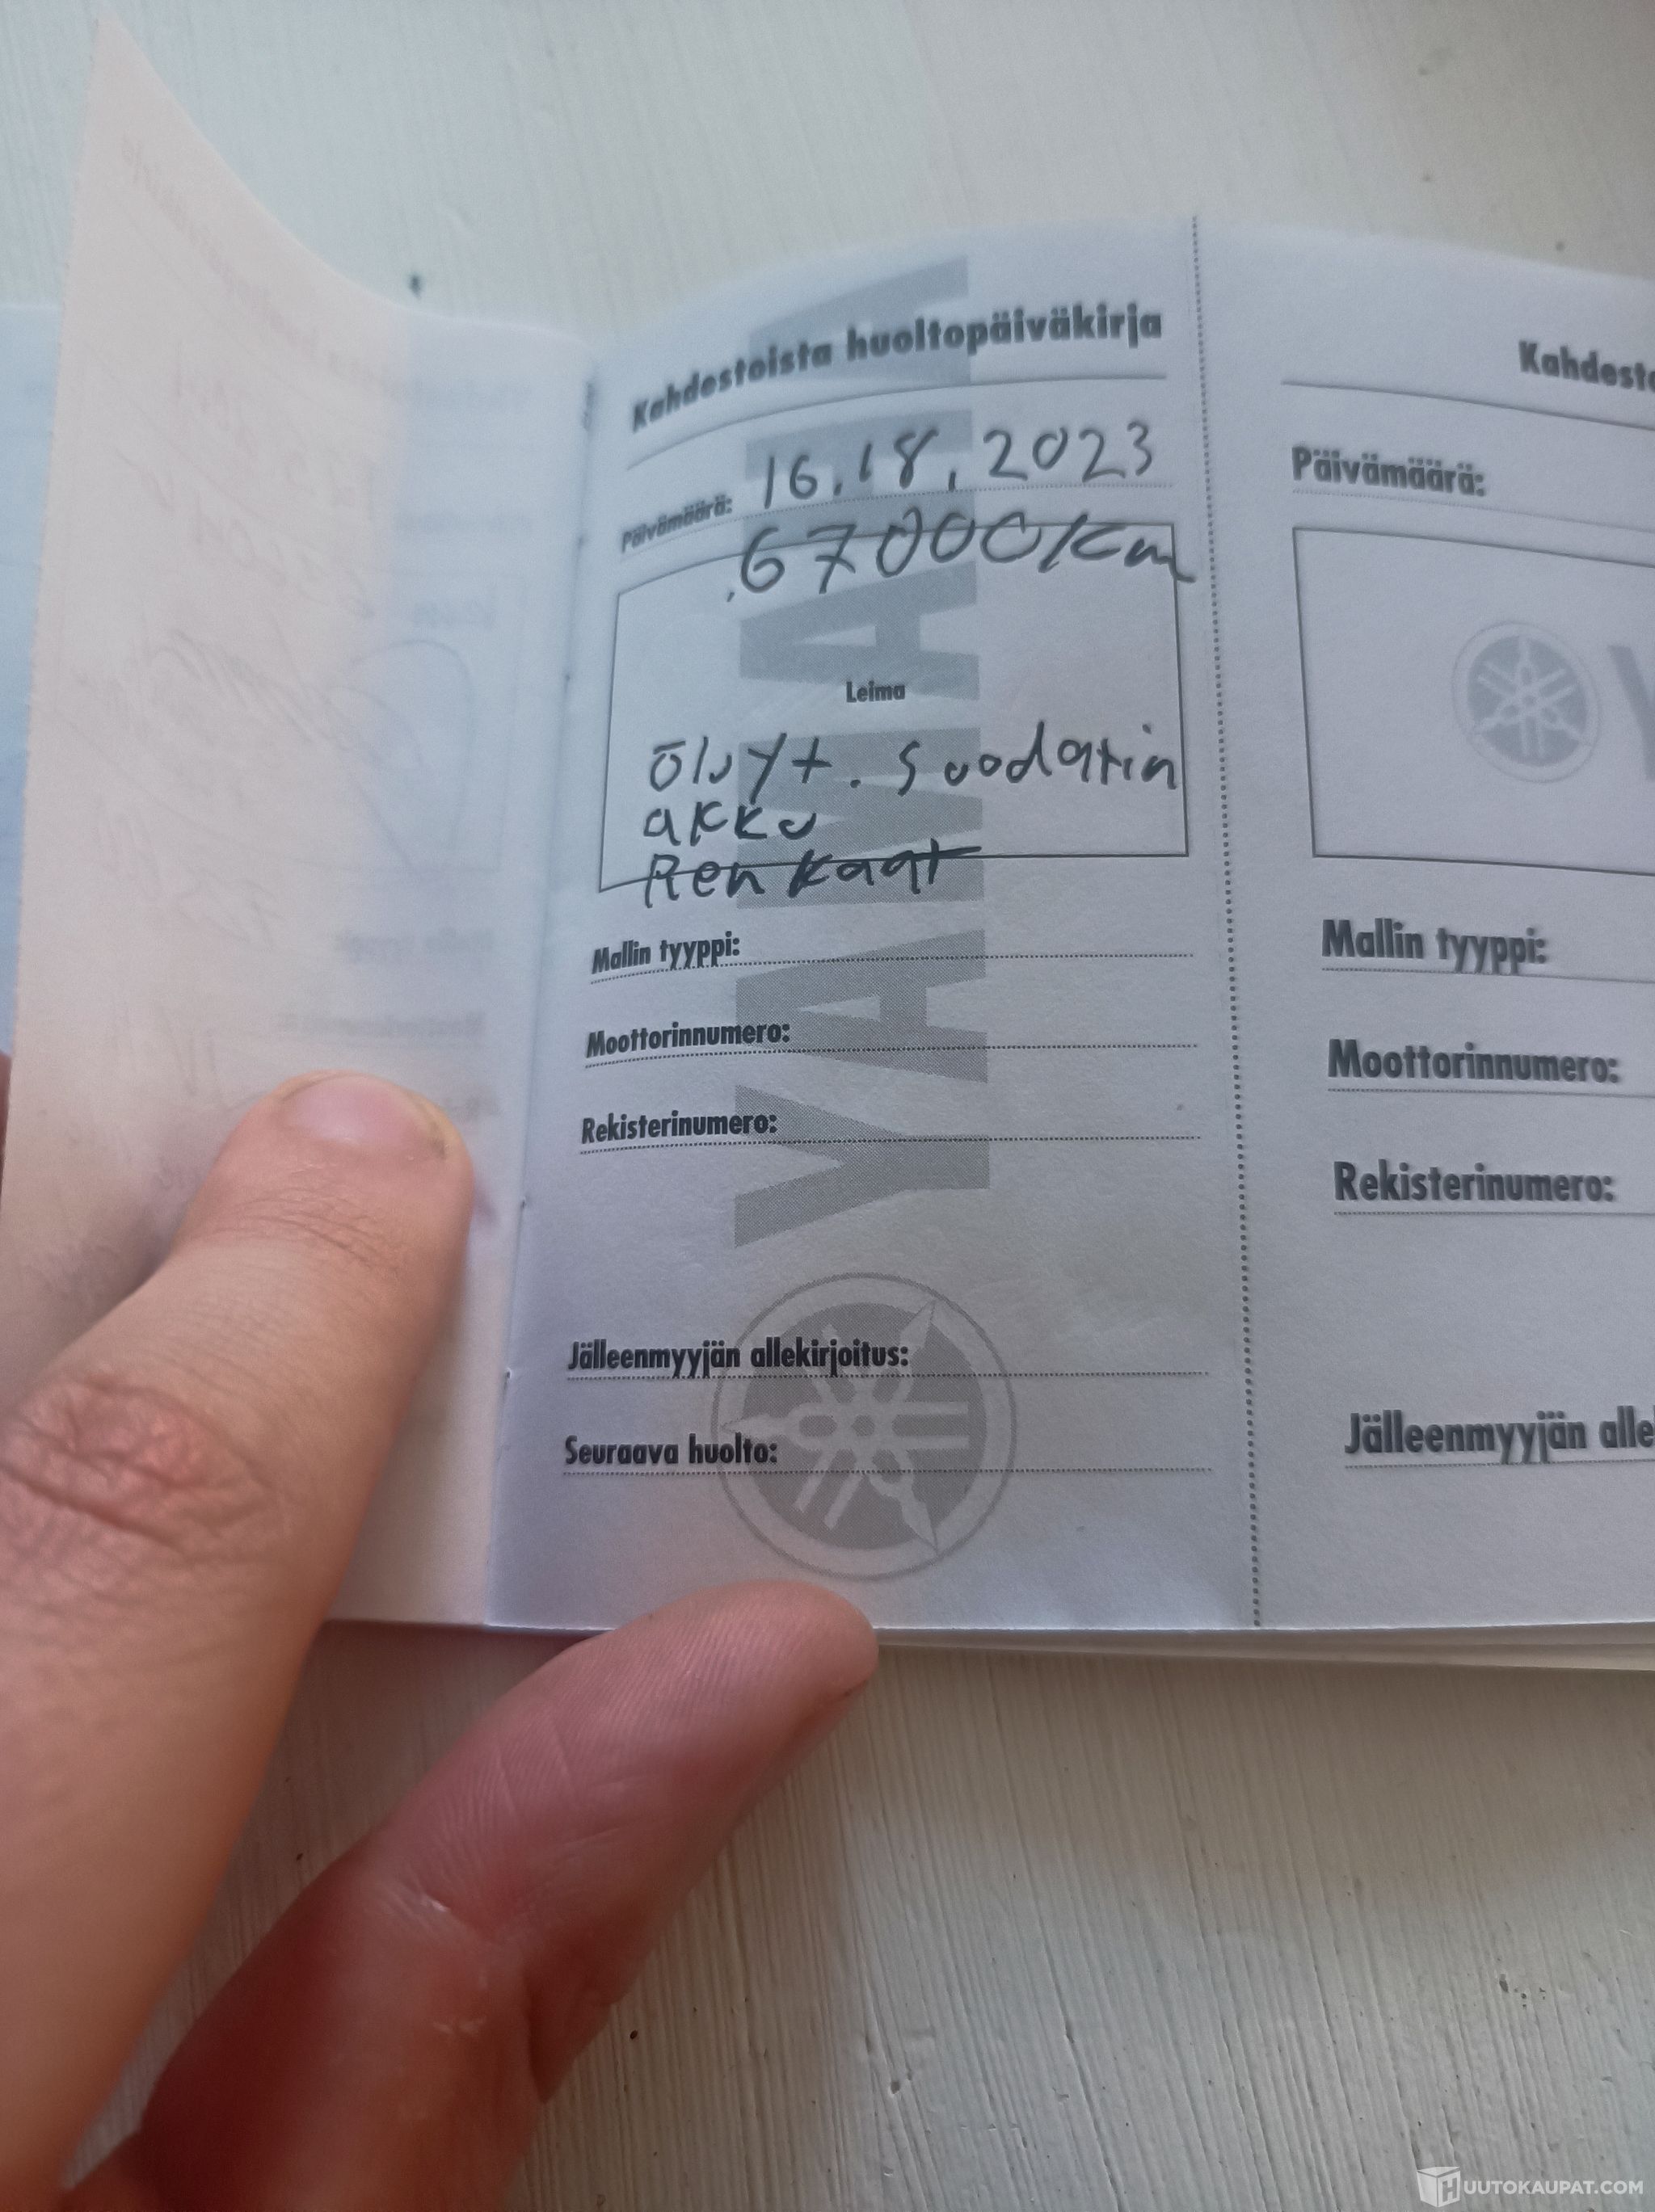 Kahdestoista huoltopäiväkirja
Päivämäärä: 16.18.2023
67000Km
Leima
öljyt. suodatin
akku
Renkaat
Mallin tyyppi:
Moottorinnumero:
Rekisterinumero:
Jälleenmyyjän allekirjoitus:
Seuraava huolto:
YAMAHA
Kahdesto
Päivämäärä:
Y
Mallin tyyppi:
Moottorinnumero:
Rekisterinumero:
Jälleenmyyjän alle
HUUTOKAUPAT.COM